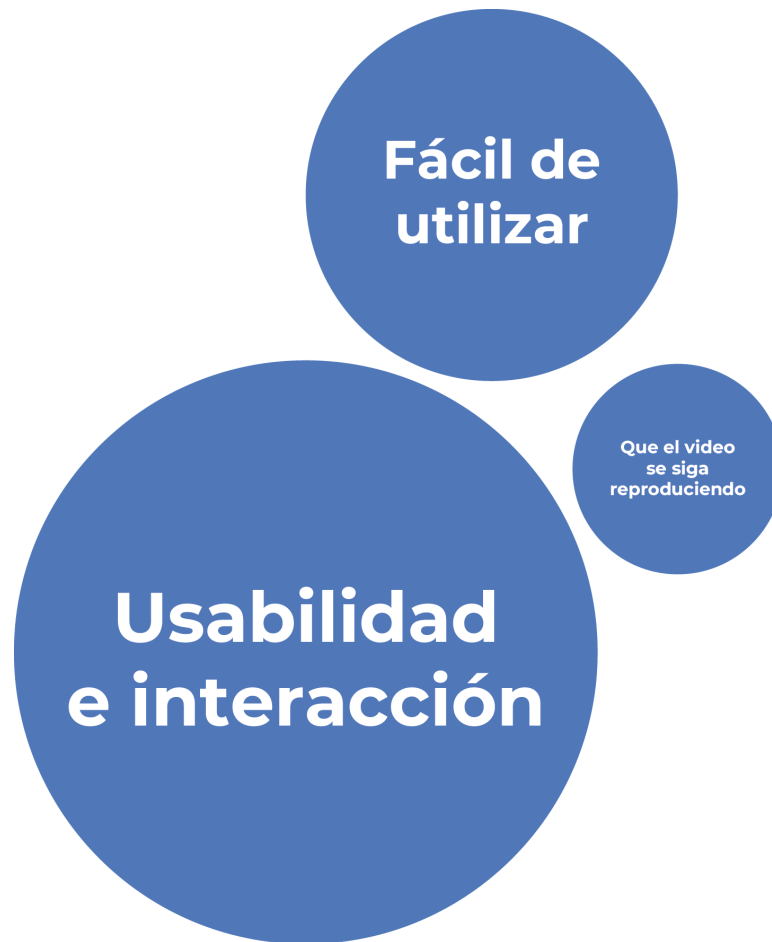 Fácil de
utilizar
Que el video
se siga
reproduciendo
Usabilidad
e interacción